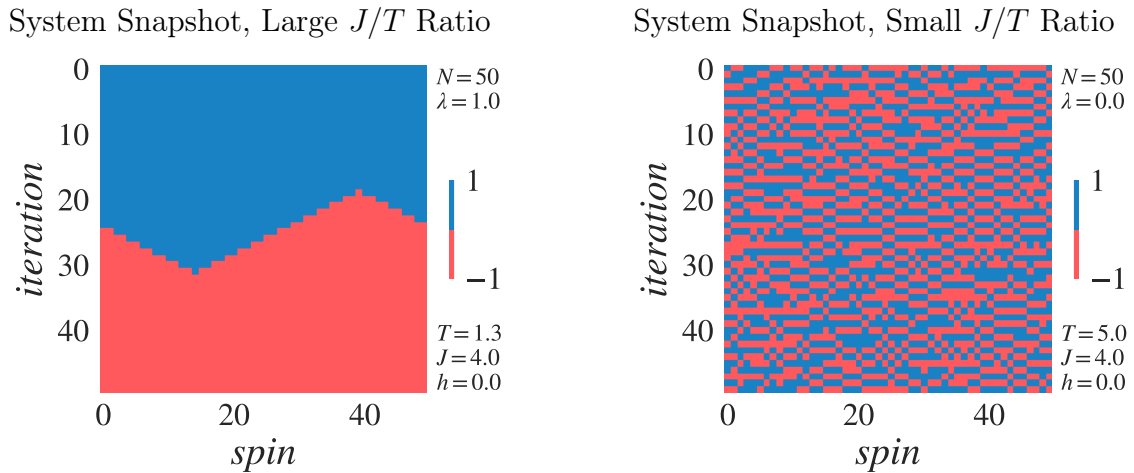 System Snapshot, Large J/T Ratio
0
10
20
30
40
iteration
0 20 40
spin
N=50
λ=1.0
1
−1
T=1.3
J=4.0
h=0.0
System Snapshot, Small J/T Ratio
0
10
20
30
40
iteration
0 20 40
spin
N=50
λ=0.0
1
−1
T=5.0
J=4.0
h=0.0